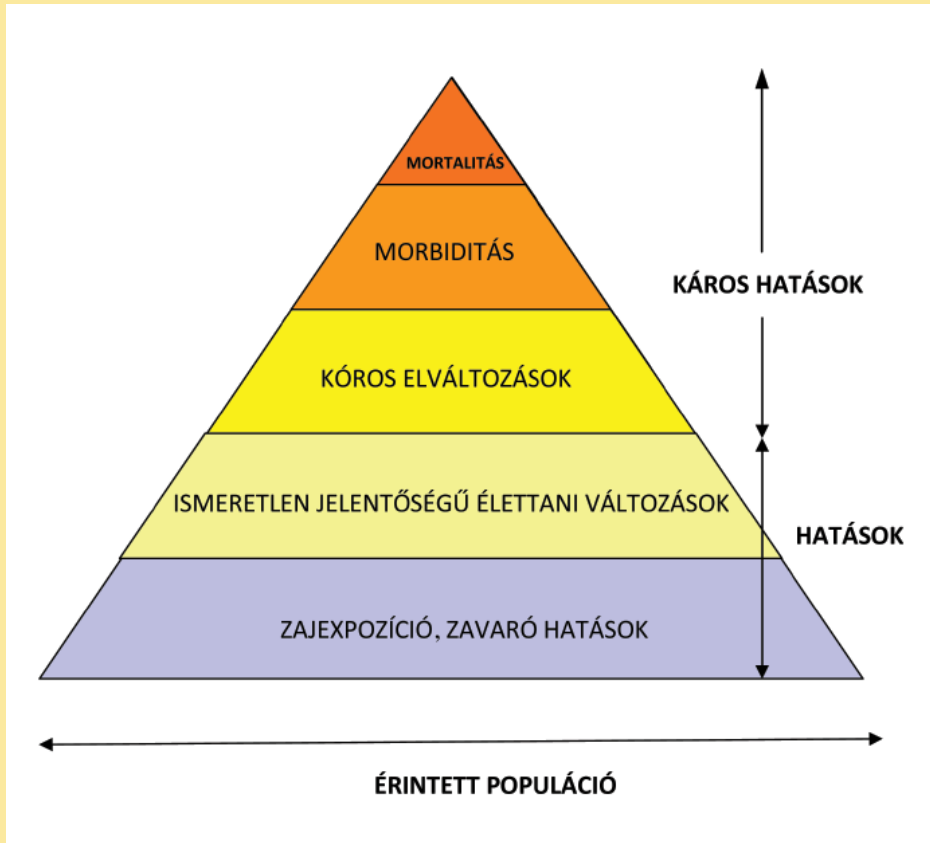 MORTALITÁS
MORBIDITÁS
KÁROS HATÁSOK
KÓROS ELVÁLTOZÁSOK
ISMERETLEN JELENTŐSÉGŰ ÉLETTANI VÁLTOZÁSOK
HATÁSOK
ZAJEXPOZÍCIÓ, ZAVARÓ HATÁSOK
ÉRINTETT POPULÁCIÓ